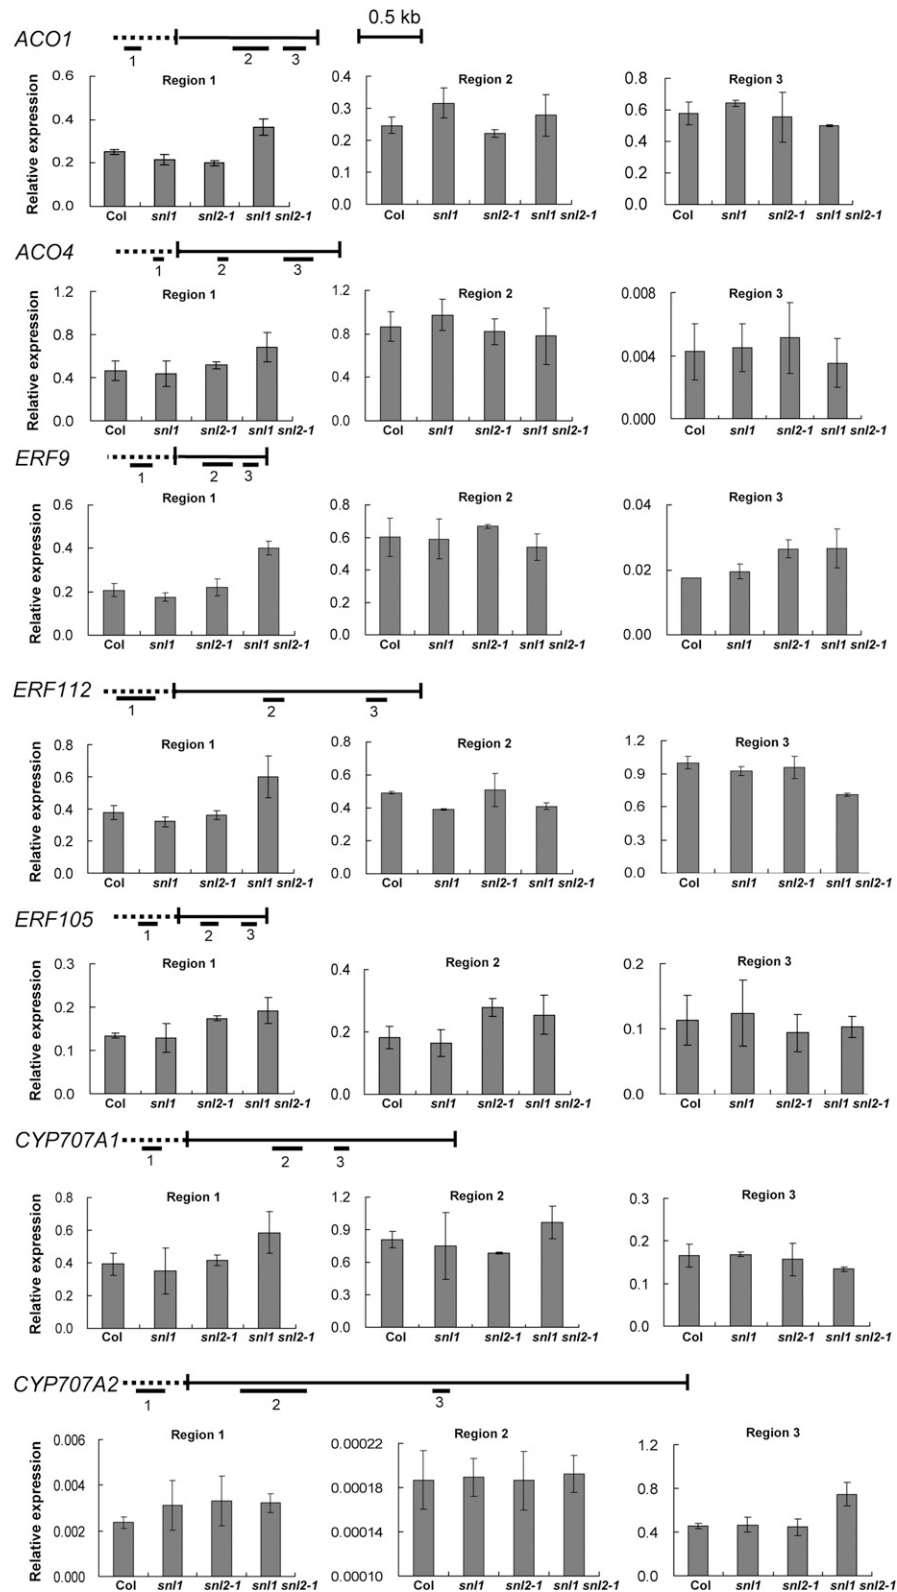 0.5 kb
ACO1
1 2 3
Region 1 Region 2 Region 3
Relative expression
0.6 0.4 0.2 0.0
0.4 0.3 0.2 0.1 0.0
0.8 0.6 0.4 0.2 0.0
Col snl1 snl2-1 snl1 snl2-1
Col snl1 snl2-1 snl1 snl2-1
Col snl1 snl2-1 snl1 snl2-1
ACO4
1 2 3
Region 1 Region 2 Region 3
Relative expression
1.2 0.8 0.4 0.0
1.2 0.8 0.4 0.0
0.008 0.004 0.000
Col snl1 snl2-1 snl1 snl2-1
Col snl1 snl2-1 snl1 snl2-1
Col snl1 snl2-1 snl1 snl2-1
ERF9
1 2 3
Region 1 Region 2 Region 3
Relative expression
0.6 0.4 0.2 0.0
0.8 0.6 0.4 0.2 0.0
0.04 0.02 0.00
Col snl1 snl2-1 snl1 snl2-1
Col snl1 snl2-1 snl1 snl2-1
Col snl1 snl2-1 snl1 snl2-1
ERF112
1 2 3
Region 1 Region 2 Region 3
Relative expression
0.8 0.6 0.4 0.2 0.0
0.8 0.6 0.4 0.2 0.0
1.2 0.9 0.6 0.3 0.0
Col snl1 snl2-1 snl1 snl2-1
Col snl1 snl2-1 snl1 snl2-1
Col snl1 snl2-1 snl1 snl2-1
ERF105
1 2 3
Region 1 Region 2 Region 3
Relative expression
0.3 0.2 0.1 0.0
0.4 0.2 0.0
0.2 0.1 0.0
Col snl1 snl2-1 snl1 snl2-1
Col snl1 snl2-1 snl1 snl2-1
Col snl1 snl2-1 snl1 snl2-1
CYP707A1
1 2 3
Region 1 Region 2 Region 3
Relative expression
0.8 0.6 0.4 0.2 0.0
1.2 0.9 0.6 0.3 0.0
0.3 0.2 0.1 0.0
Col snl1 snl2-1 snl1 snl2-1
Col snl1 snl2-1 snl1 snl2-1
Col snl1 snl2-1 snl1 snl2-1
CYP707A2
1 2 3
Region 1 Region 2 Region 3
Relative expression
0.006 0.004 0.002 0.000
0.00022 0.00018 0.00014 0.00010
1.2 0.8 0.4 0.0
Col snl1 snl2-1 snl1 snl2-1
Col snl1 snl2-1 snl1 snl2-1
Col snl1 snl2-1 snl1 snl2-1